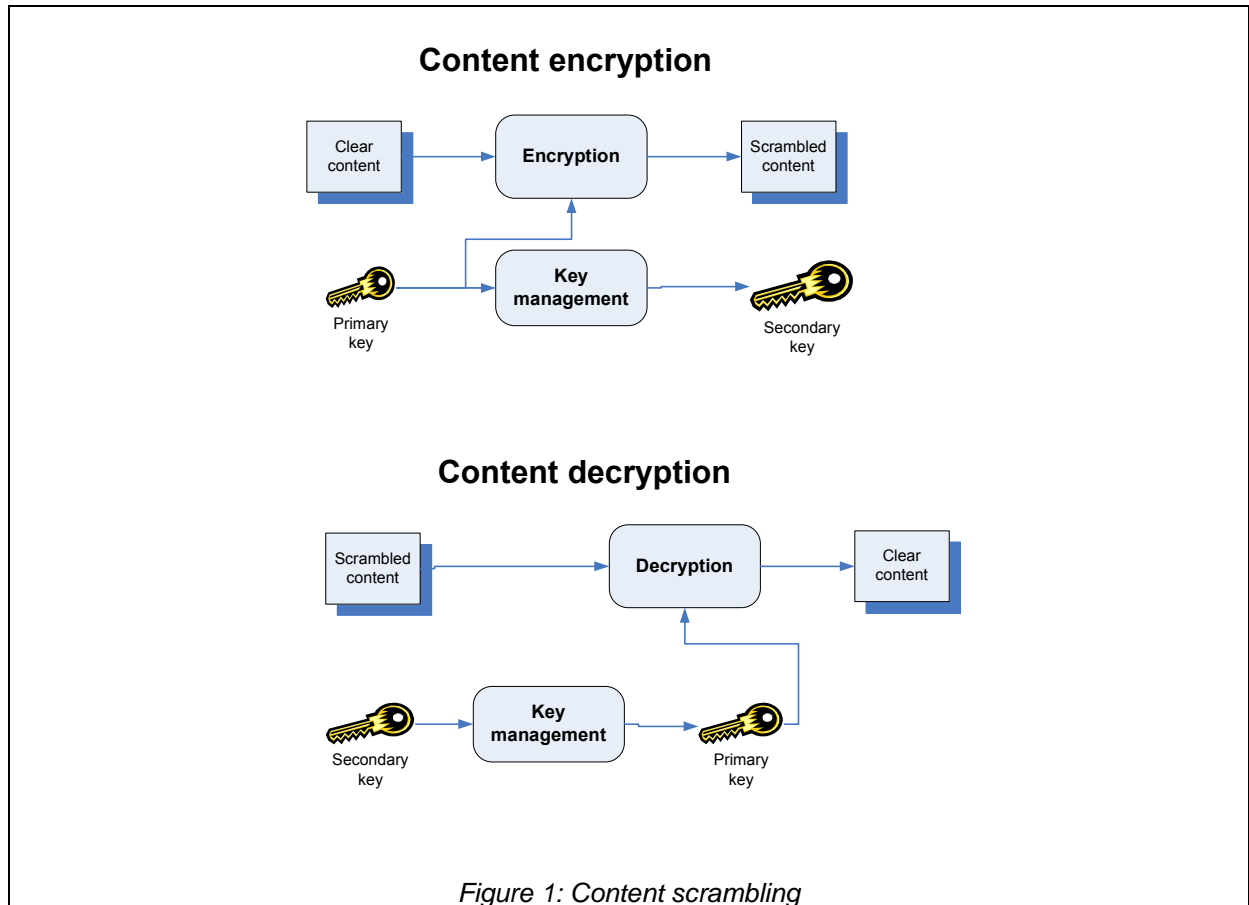 Content encryption
Clear
content
Encryption
Scrambled
content
Primary
key
Key
management
Secondary
key
Content decryption
Scrambled
content
Decryption
Clear
content
Secondary
key
Key
management
Primary
key
Figure 1: Content scrambling